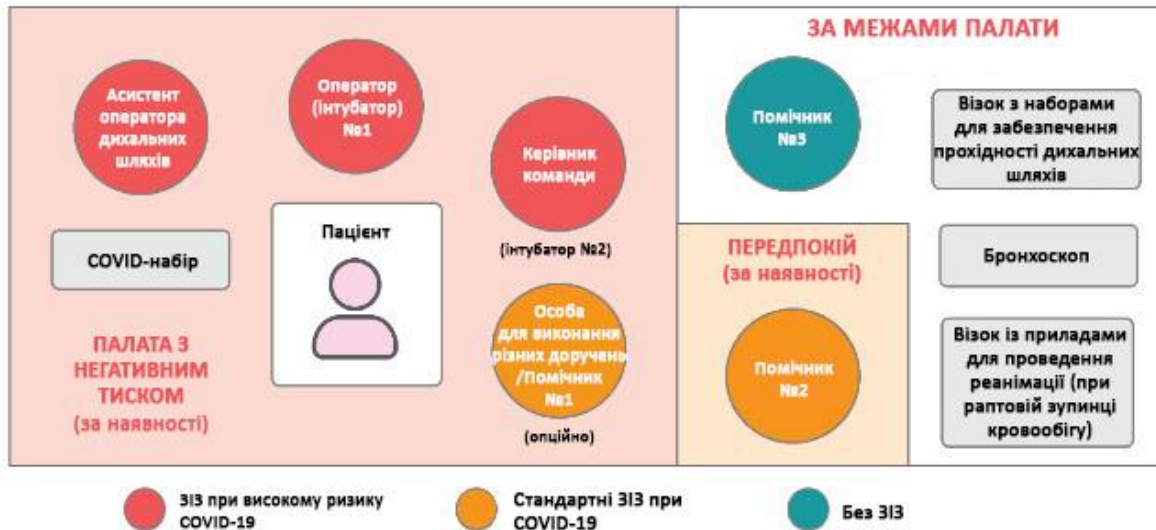 Асистент
оператора
дихальних
шляхів
Оператор
(інтубатор)
№1
Керівник
команди
(інтубатор №2)
COVID-набір
Пацієнт
Особа
для виконання
різних доручень
/Помічник
№1
(опційно)
ПАЛАТА З
НЕГАТИВНИМ
ТИСКОМ
(за наявності)
ЗА МЕЖАМИ ПАЛАТИ
Помічник
№3
Візок з наборами
для забезпечення
прохідності дихальних
шляхів
ПЕРЕДПОКІЙ
(за наявності)
Помічник
№2
Бронхоскоп
Візок із приладами
для проведення
реанімації (при
раптовій зупинці
кровообігу)
ЗІЗ при високому ризику
COVID-19
Стандартні ЗІЗ при
COVID-19
Без ЗІЗ